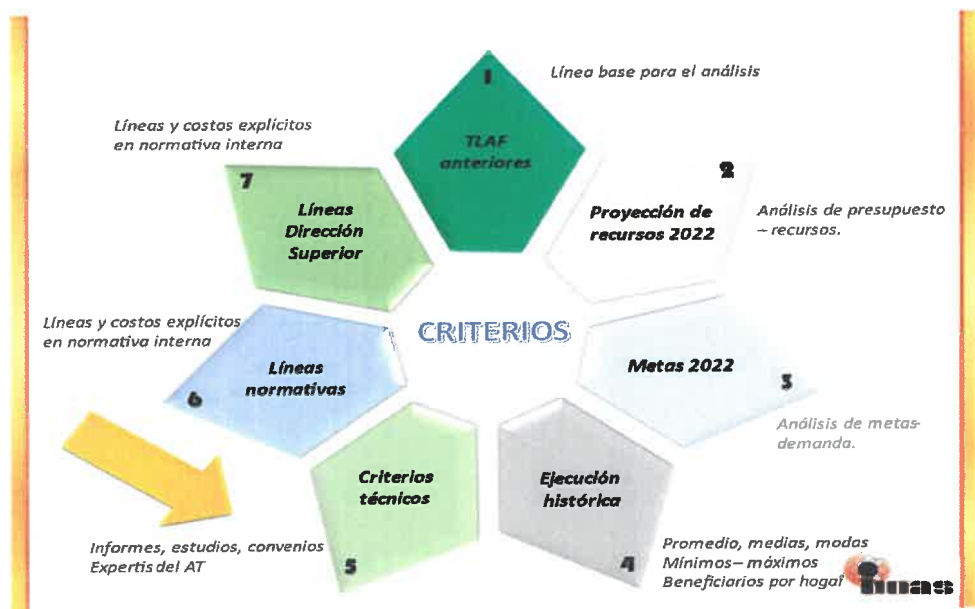 1
Línea base para el análisis
TLAF
anteriores
2
Proyección de
recursos 2022
Análisis de presupuesto
– recursos.
Metas 2022
3
Análisis de metas-
demanda.
Ejecución
histórica
4
Promedio, medias, modas
Mínimos – máximos
Beneficiarios por hogar
Criterios
técnicos
5
Informes, estudios, convenios
Expertis del AT
Líneas
normativas
6
Líneas y costos explícitos
en normativa interna
7
Líneas
Dirección
Superior
Líneas y costos explícitos
en normativa interna
CRITERIOS
imas